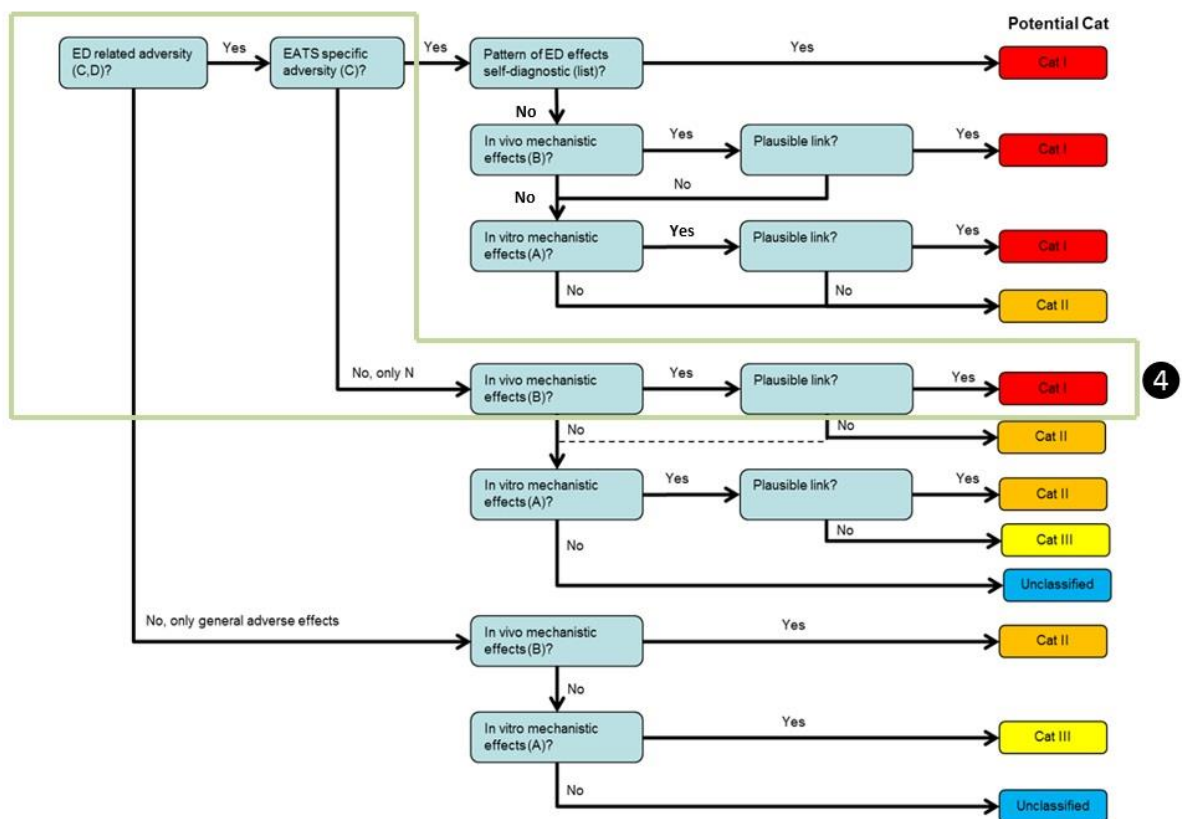 Potential Cat
ED related adversity
(C,D)?
Yes
EATS specific
adversity (C)?
Yes
Pattern of ED effects
self-diagnostic (list)?
Yes
Cat I
No
In vivo mechanistic
effects (B)?
Yes
Plausible link?
Yes
Cat I
No
No
In vitro mechanistic
effects (A)?
Yes
Plausible link?
Yes
Cat I
No
No
Cat II
No, only N
In vivo mechanistic
effects (B)?
Yes
Plausible link?
Yes
Cat I
4
No
No
Cat II
In vitro mechanistic
effects (A)?
Yes
Plausible link?
Yes
Cat II
No
No
Cat III
Unclassified
No, only general adverse effects
In vivo mechanistic
effects (B)?
Yes
Cat II
No
In vitro mechanistic
effects (A)?
Yes
Cat III
No
Unclassified